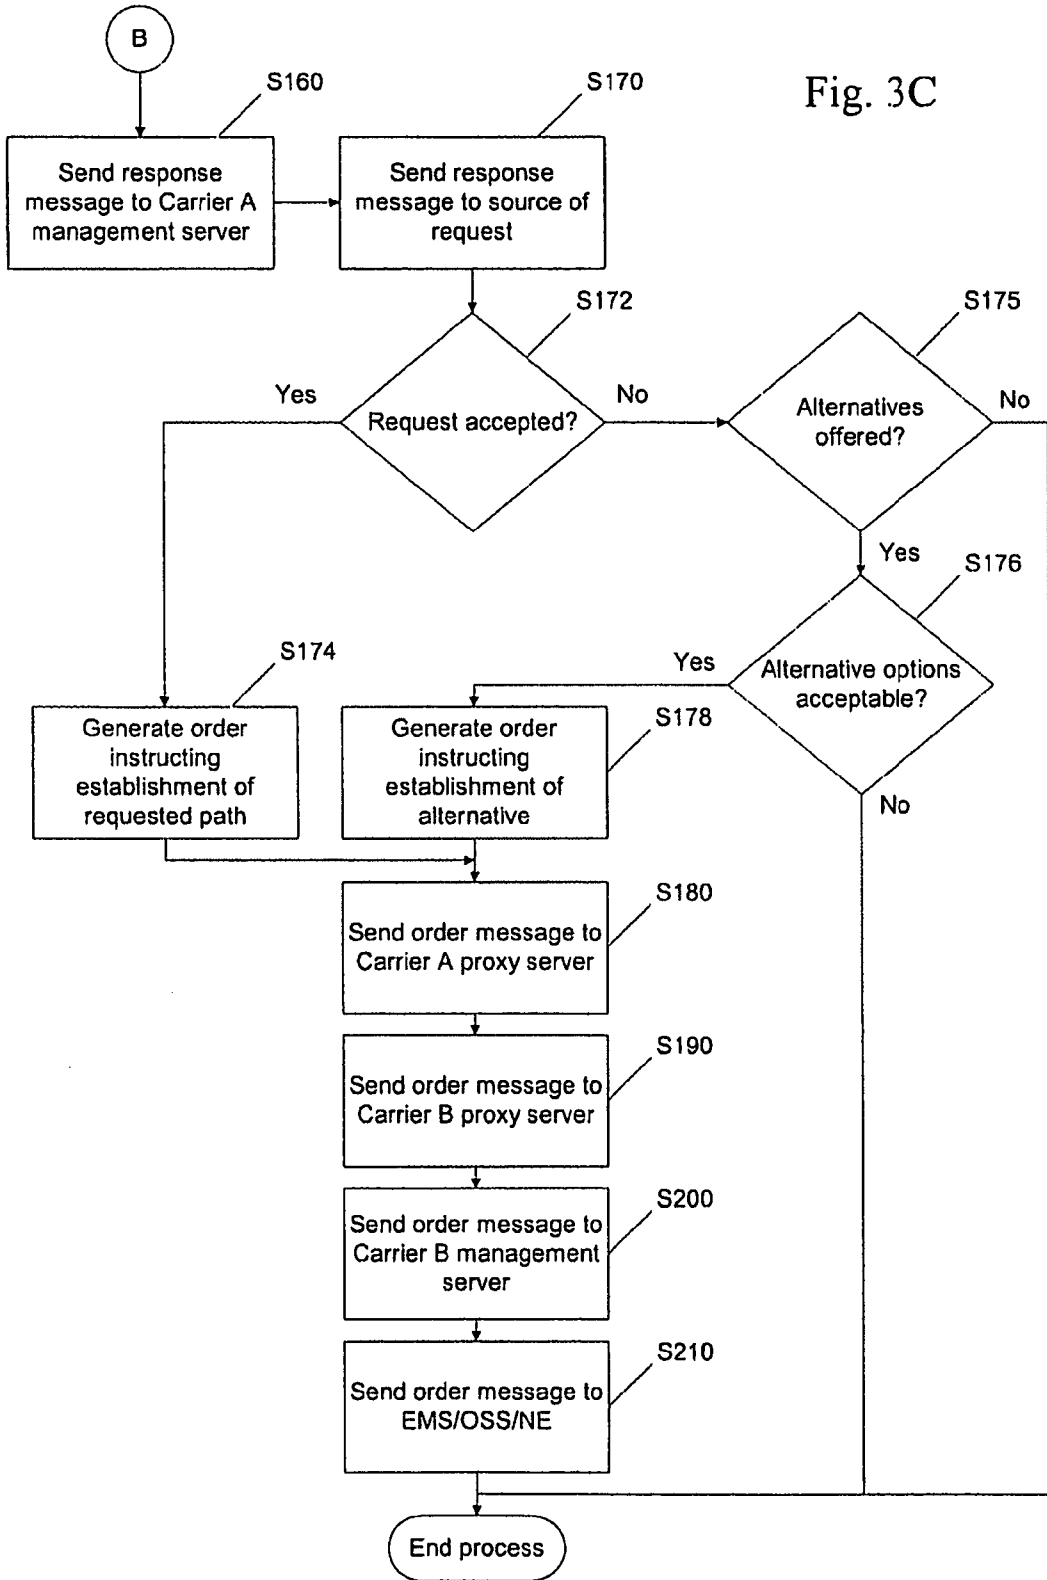 B
S160
S170
Fig. 3C
Send response
message to Carrier A
management server
Send response
message to source of
request
S172
S175
Yes
Request accepted?
No
Alternatives
offered?
No
Yes
S176
S174
Yes
Alternative options
acceptable?
Generate order
instructing
establishment of
requested path
Generate order
instructing
establishment of
alternative
S178
No
S180
Send order message to
Carrier A proxy server
S190
Send order message to
Carrier B proxy server
S200
Send order message to
Carrier B management
server
S210
Send order message to
EMS/OSS/NE
End process